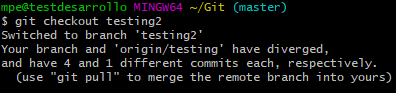 mpe@testdesarrollo MINGW64 ~/Git (master)
$ git checkout testing2
Switched to branch 'testing2'
Your branch and 'origin/testing' have diverged,
and have 4 and 1 different commits each, respectively.
  (use "git pull" to merge the remote branch into yours)